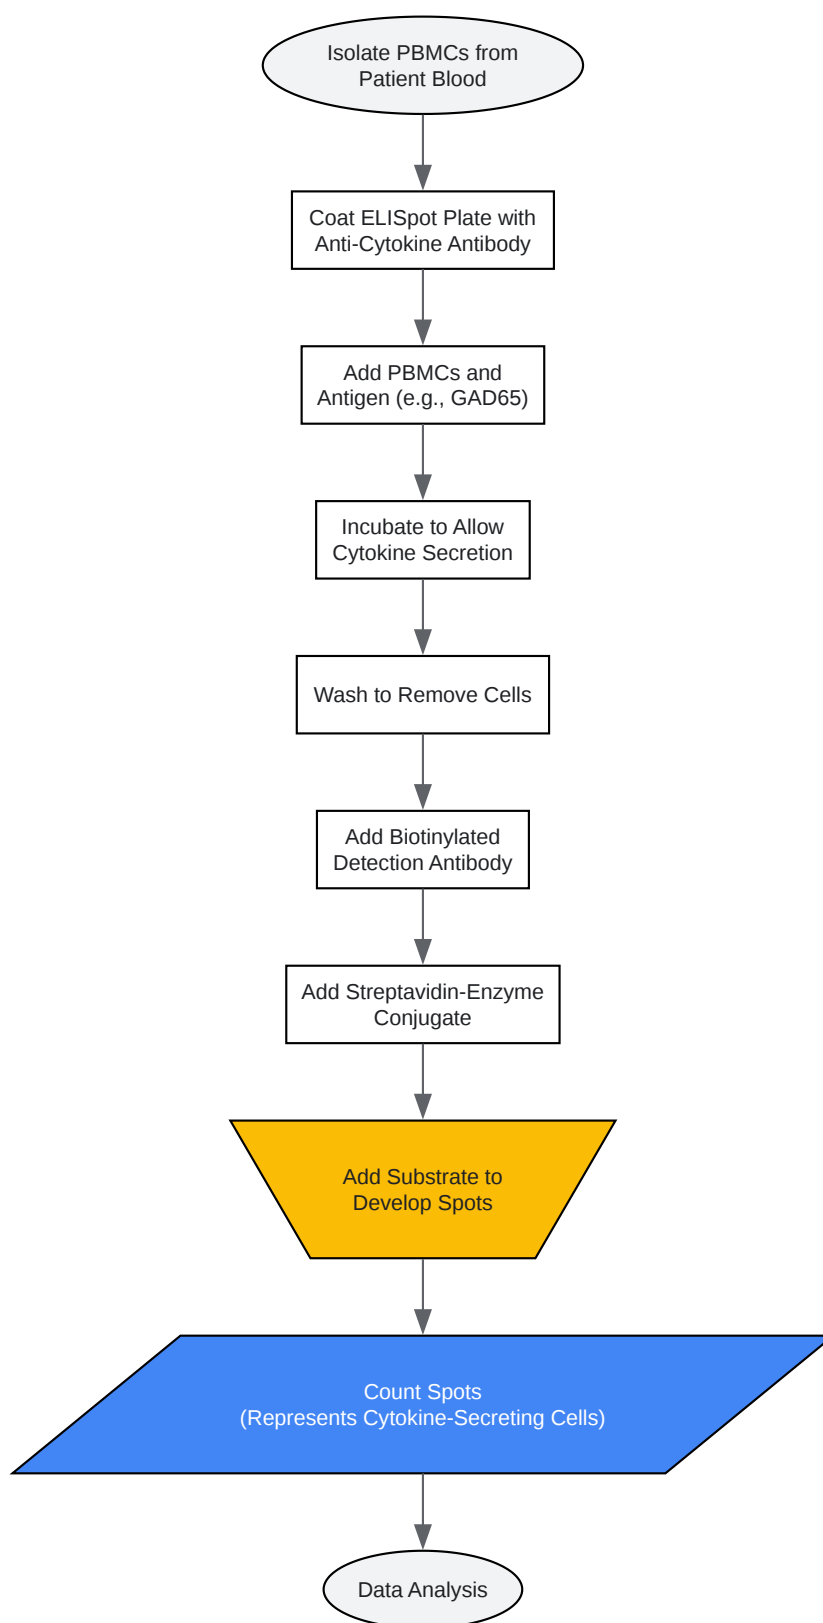 Isolate PBMCs from
Patient Blood
Coat ELISpot Plate with
Anti-Cytokine Antibody
Add PBMCs and
Antigen (e.g., GAD65)
Incubate to Allow
Cytokine Secretion
Wash to Remove Cells
Add Biotinylated
Detection Antibody
Add Streptavidin-Enzyme
Conjugate
Add Substrate to
Develop Spots
Count Spots
(Represents Cytokine-Secreting Cells)
Data Analysis